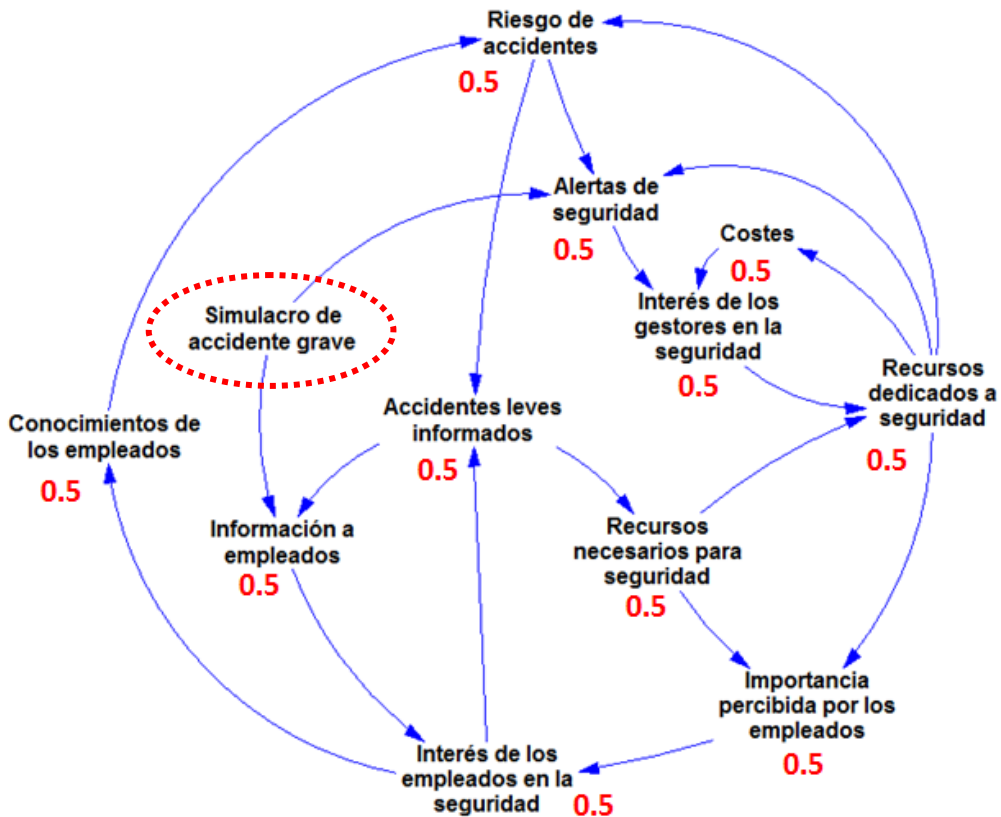 Riesgo de
accidentes
0.5
Alertas de
seguridad
0.5
Costes
0.5
Simulacro de
accidente grave
Interés de los
gestores en la
seguridad
0.5
Recursos
dedicados a
seguridad
0.5
Conocimientos de
los empleados
0.5
Accidentes leves
informados
0.5
Información a
empleados
0.5
Recursos
necesarios para
seguridad
0.5
Importancia
percibida por los
empleados
0.5
Interés de los
empleados en la
seguridad
0.5